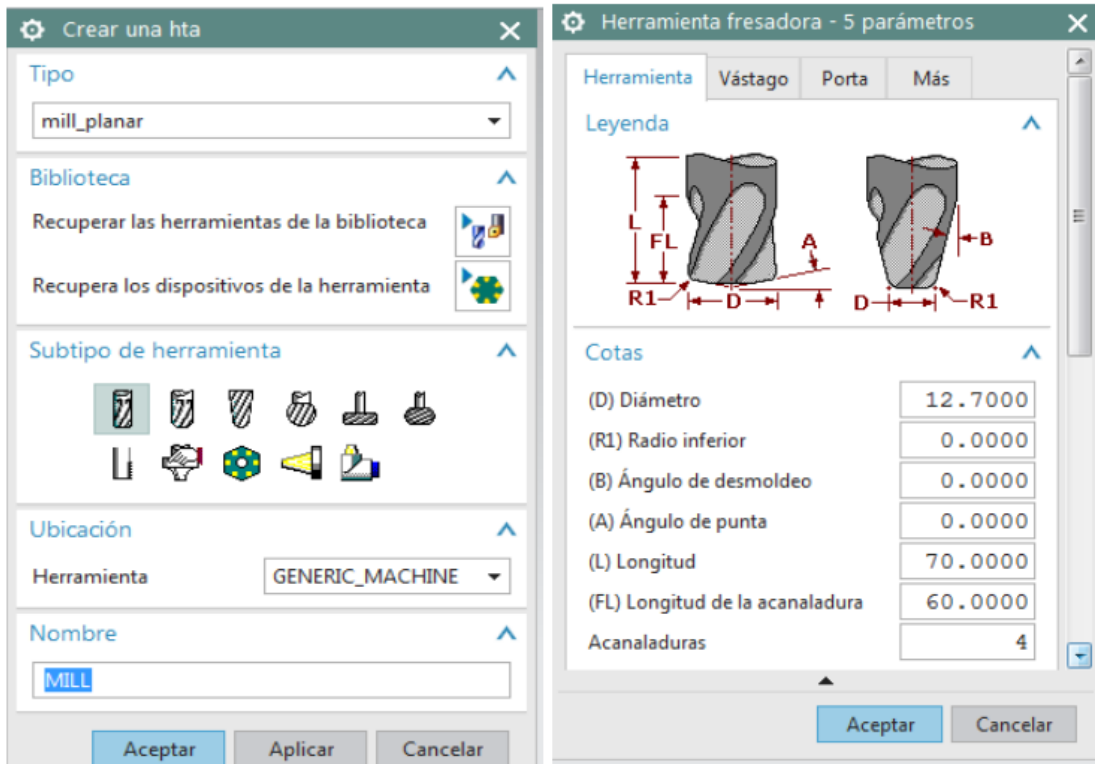 Crear una hta
Tipo
mill_planar
Biblioteca
Recuperar las herramientas de la biblioteca
Recupera los dispositivos de la herramienta
Subtipo de herramienta
Ubicación
Herramienta GENERIC_MACHINE
Nombre
MILL
Aceptar Aplicar Cancelar
Herramienta fresadora - 5 parámetros
Herramienta Vástago Porta Más
Leyenda
L
FL
A
B
R1 D D R1
Cotas
(D) Diámetro 12.7000
(R1) Radio inferior 0.0000
(B) Ángulo de desmoldeo 0.0000
(A) Ángulo de punta 0.0000
(L) Longitud 70.0000
(FL) Longitud de la acanaladura 60.0000
Acanaladuras 4
Aceptar Cancelar